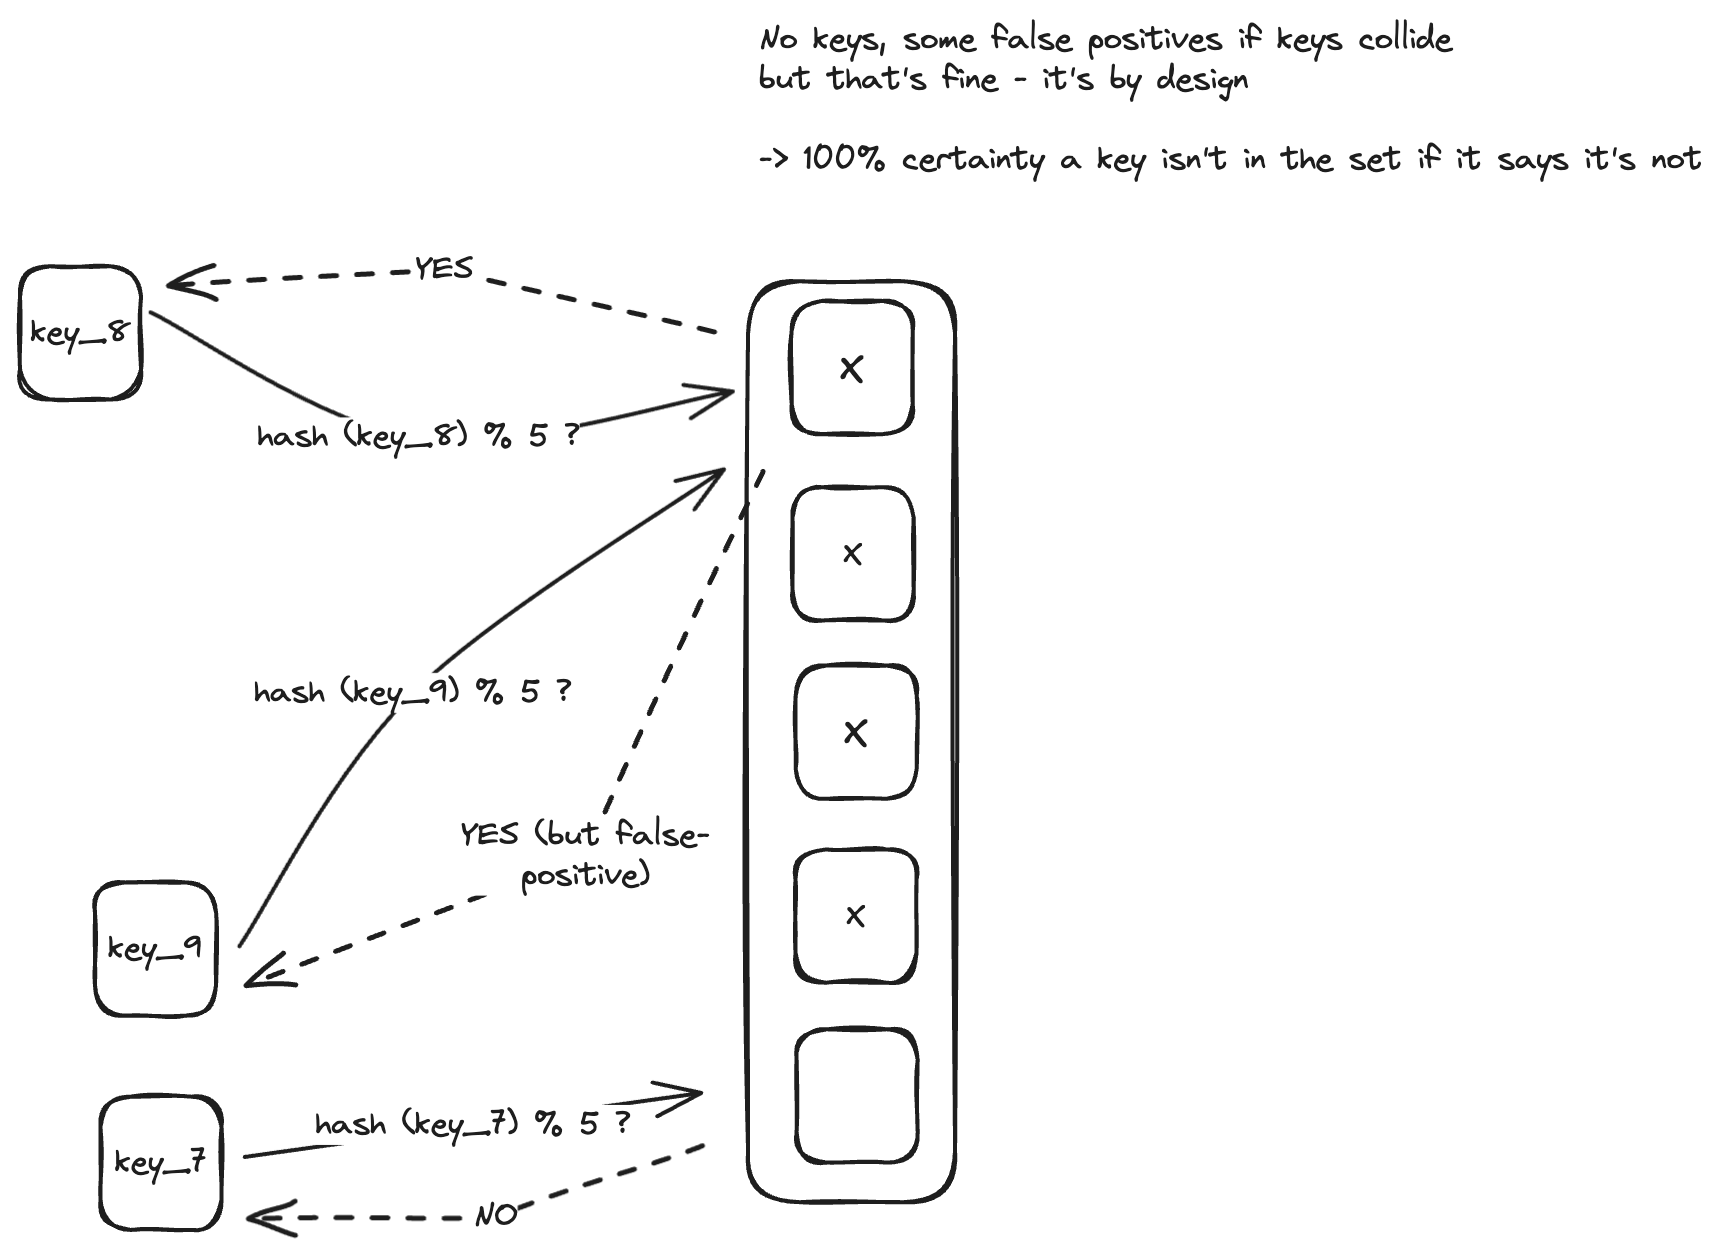 No keys, some false positives if keys collide
but that's fine - it's by design
-> 100% certainty a key isn't in the set if it says it's not
YES
key_8
x
hash (key_8) % 5 ?
x
hash (key_9) % 5 ?
x
YES (but false-
positive)
x
key_9
hash (key_7) % 5 ?
key_7
NO